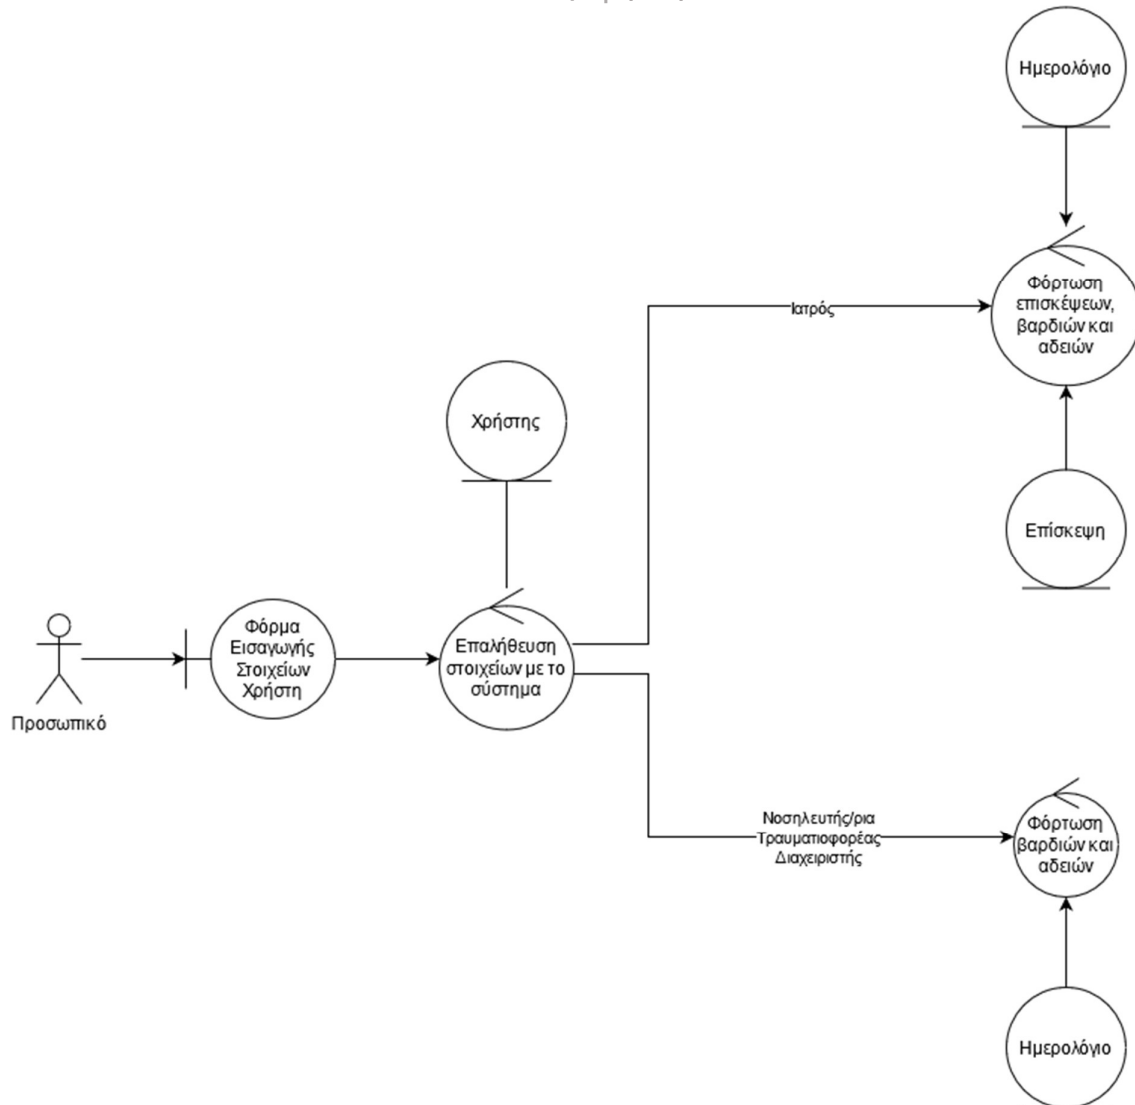 Ημερολόγιο
Φόρτωση
επισκέψεων,
βαρδιών και
αδειών
Ιατρός
Χρήστης
Επίσκεψη
Φόρμα
Εισαγωγής
Στοιχείων
Χρήστη
Επαλήθευση
στοιχείων με το
σύστημα
Προσωπικό
Νοσηλευτής/ρια
Τραυματιοφορέας
Διαχειριστής
Φόρτωση
βαρδιών και
αδειών
Ημερολόγιο